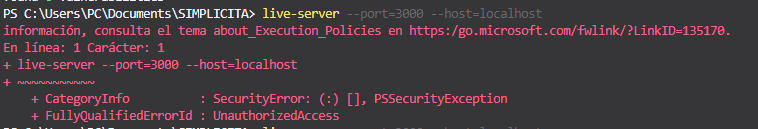 PS C:\Users\PC\Documents\SIMPLICITA> live-server --port=3000 --host=localhost
información, consulta el tema about_Execution_Policies en https:/go.microsoft.com/fwlink/?LinkID=135170.
En línea: 1 Carácter: 1
+ live-server --port=3000 --host=localhost
+ ~~~~~~~~~~~
    + CategoryInfo          : SecurityError: (:) [], PSSecurityException
    + FullyQualifiedErrorId : UnauthorizedAccess